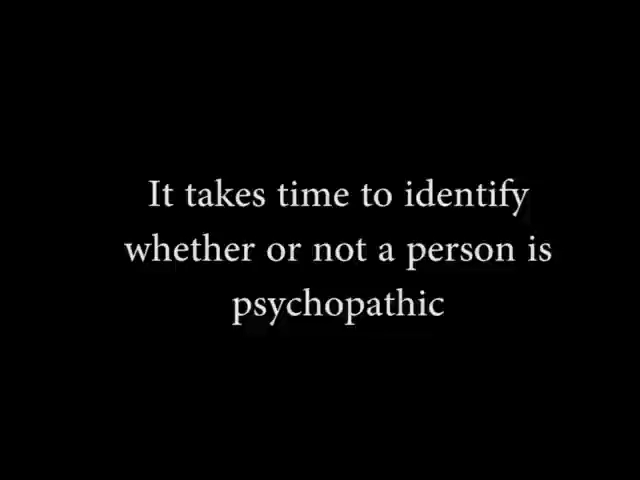 It takes time to identify
whether or not a person is
psychopathic